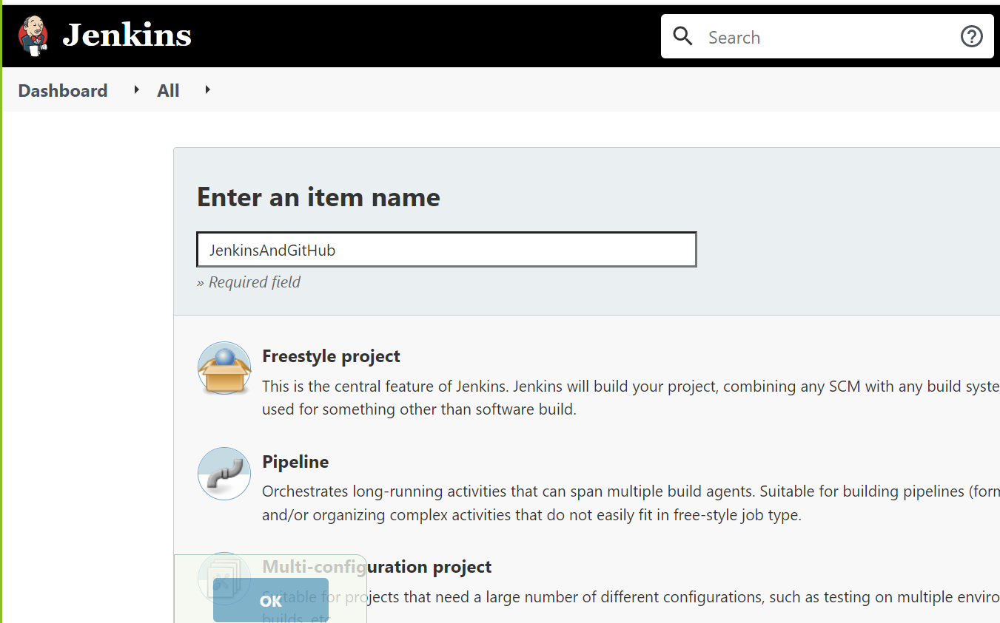 Jenkins
Search
Dashboard
All
Enter an item name
JenkinsAndGitHub
» Required field
Freestyle project
This is the central feature of Jenkins. Jenkins will build your project, combining any SCM with any build syste
used for something other than software build.
Pipeline
Orchestrates long-running activities that can span multiple build agents. Suitable for building pipelines (form
and/or organizing complex activities that do not easily fit in free-style job type.
Multi-configuration project
Suitable for projects that need a large number of different configurations, such as testing on multiple enviro
OK
builds, etc